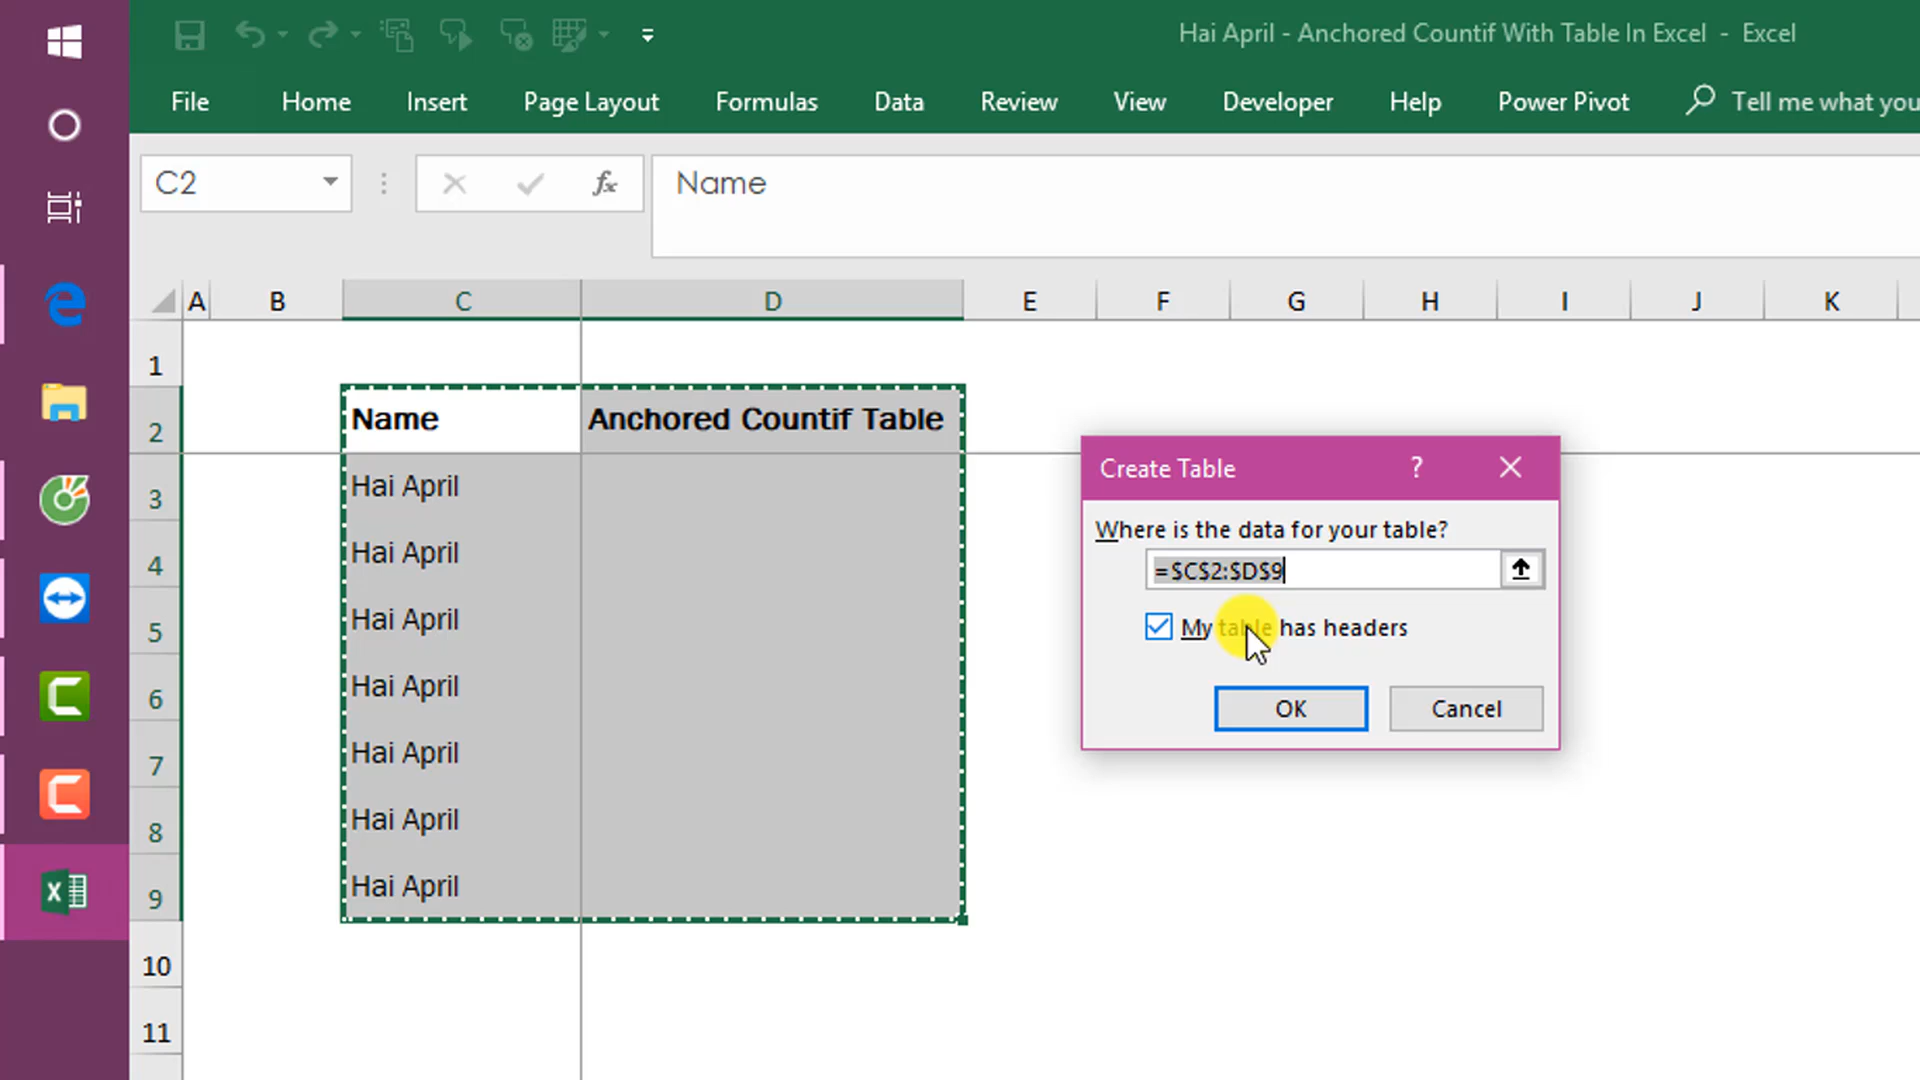 Hai April - Anchored Countif With Table In Excel - Excel
File Home Insert Page Layout Formulas Data Review View Developer Help Power Pivot Tell me what you
C2 fx Name
A B C D E F G H I J K
1
2 Name Anchored Countif Table
3 Hai April
4 Hai April
5 Hai April
6 Hai April
7 Hai April
8 Hai April
9 Hai April
10
11
Create Table ?
Where is the data for your table?
=$C$2:$D$9
My table has headers
OK Cancel